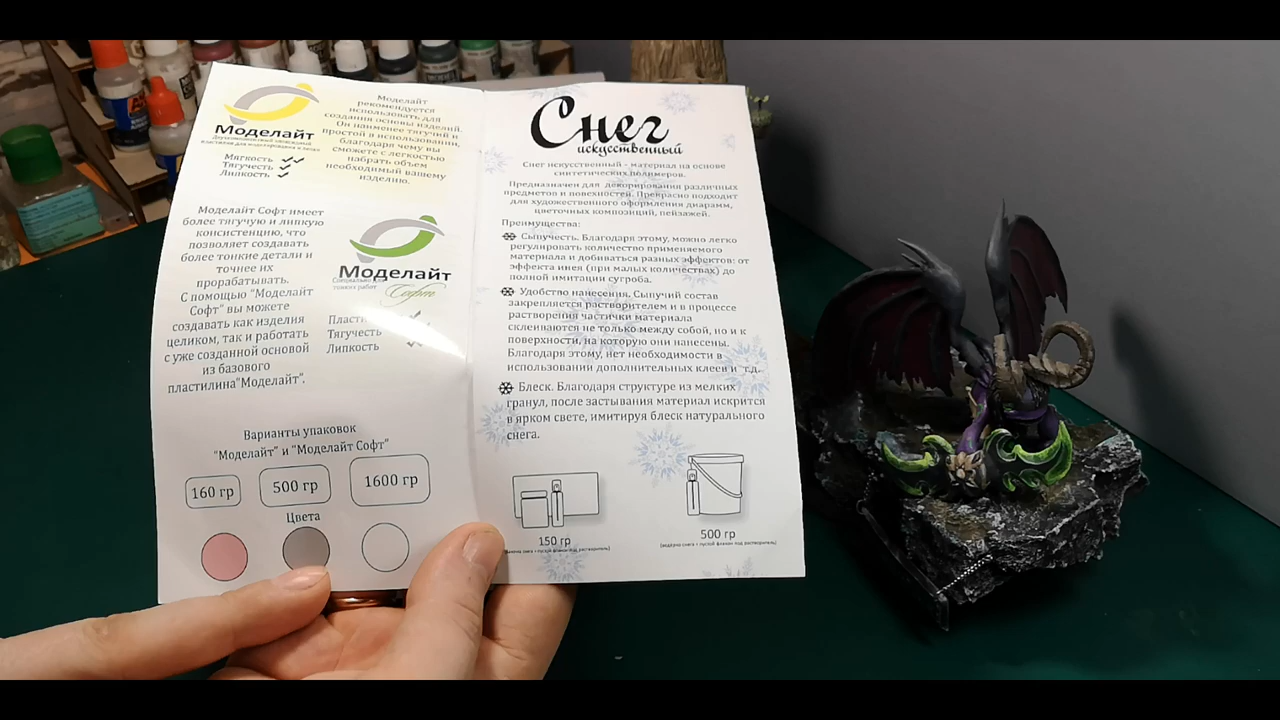 Моделайт
Мягкость
Тягучесть
Липкость
Моделайт
рекомендуется
использовать для
создания основы изделий.
Он наименее тягучий и
простой в использовании,
благодаря чему вы
сможете с легкостью
набрать объем
необходимый вашему
изделию.
Моделайт Софт имеет
более тягучую и липкую
консистенцию, что
позволяет создавать
более тонкие детали и
точнее их
прорабатывать.
С помощью "Моделайт
Софт" вы можете
создавать как изделия
целиком, так и работать
с уже созданной основой
из базового
пластилина"Моделайт".
Моделайт
Специально для
тонких работ
Софт
Тягучесть
Липкость
Варианты упаковок
"Моделайт" и "Моделайт Софт"
160 гр
500 гр
1600 гр
Цвета
Снег
искусственный
Снег искусственный - материал на основе
синтетических полимеров.
Предназначен для декорирования различных
предметов и поверхностей. Прекрасно подходит
для художественного оформления диарамм,
цветочных композиций, пейзажей.
Преимущества:
Сыпучесть. Благодаря этому, можно легко
регулировать количество применяемого
материала и добиваться разных эффектов: от
эффекта инея (при малых количествах) до
полной имитации сугроба.
Удобство нанесения. Сыпучий состав
закрепляется растворителем и в процессе
растворения частички материала
склеиваются не только между собой, но и к
поверхности, на которую они нанесены.
Благодаря этому, нет необходимости в
использовании дополнительных клеев и т.д.
Блеск. Благодаря структуре из мелких
гранул, после застывания материал искрится
в ярком свете, имитируя блеск натурального
снега.
150 гр
500 гр